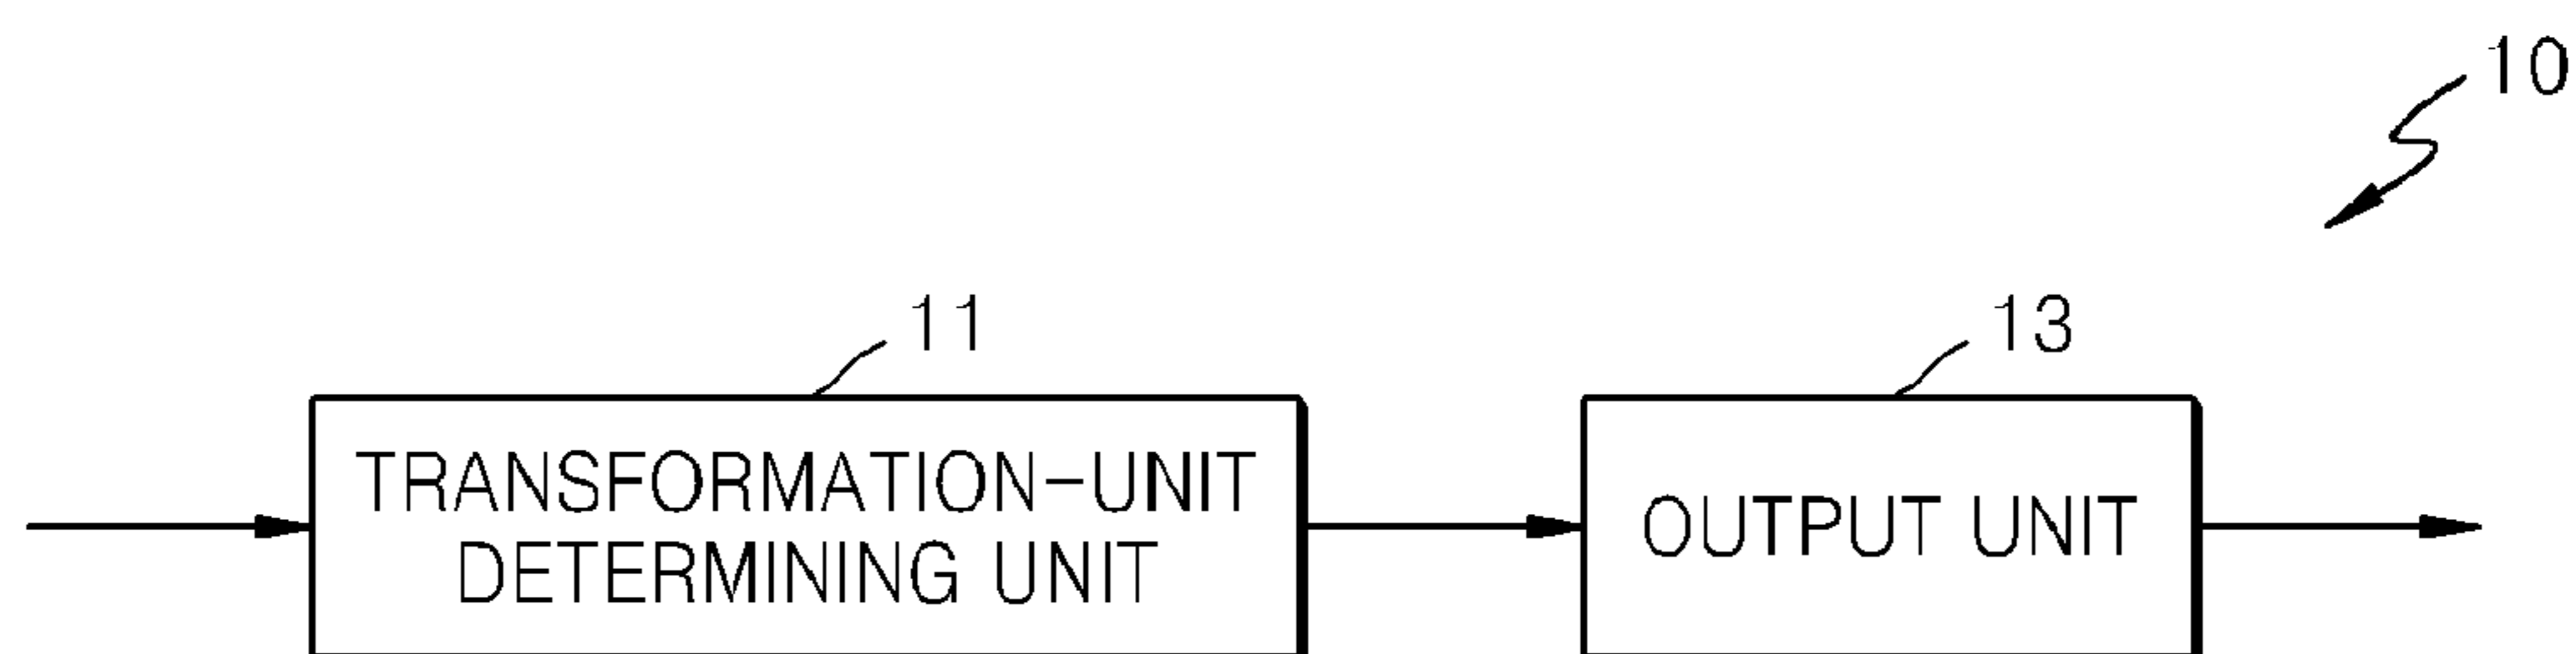 10
11
13
TRANSFORMATION-UNIT
DETERMINING UNIT
OUTPUT UNIT